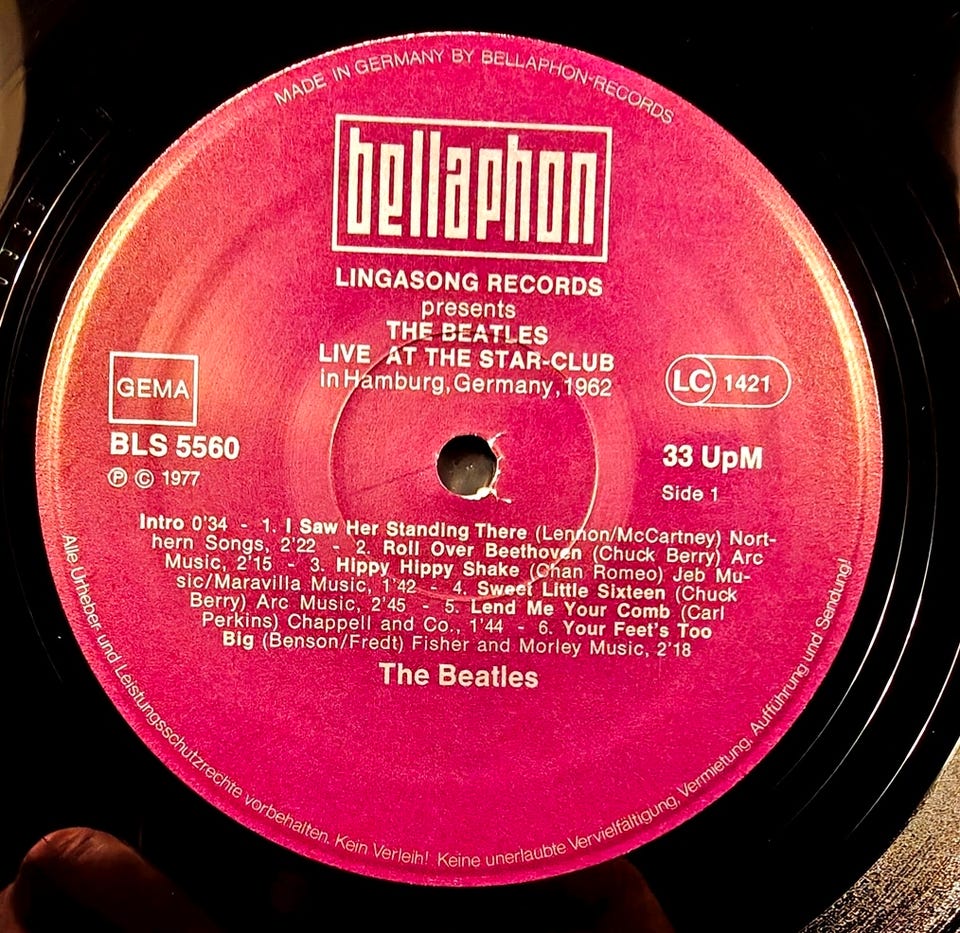 MADE IN GERMANY BY BELLAPHON-RECORDS
bellaphon
LINGASONG RECORDS
presents
THE BEATLES
LIVE AT THE STAR-CLUB
in Hamburg, Germany, 1962
GEMA
LC 1421
BLS 5560
℗ © 1977
33 UpM
Side 1
Intro 0'34 - 1. I Saw Her Standing There (Lennon/McCartney) Nort-
hern Songs, 2'22 - 2. Roll Over Beethoven (Chuck Berry) Arc
Music, 2'15 - 3. Hippy Hippy Shake (Chan Romeo) Jeb Mu-
sic/Maravilla Music, 1'42 - 4. Sweet Little Sixteen (Chuck
Berry) Arc Music, 2'45 - 5. Lend Me Your Comb (Carl
Perkins) Chappell and Co., 1'44 - 6. Your Feet's Too
Big (Benson/Fredt) Fisher and Morley Music, 2'18
The Beatles
Alle Urheber- und Leistungsschutzrechte vorbehalten. Kein Verleih! Keine unerlaubte Vervielfältigung, Vermietung, Aufführung und Sendung!